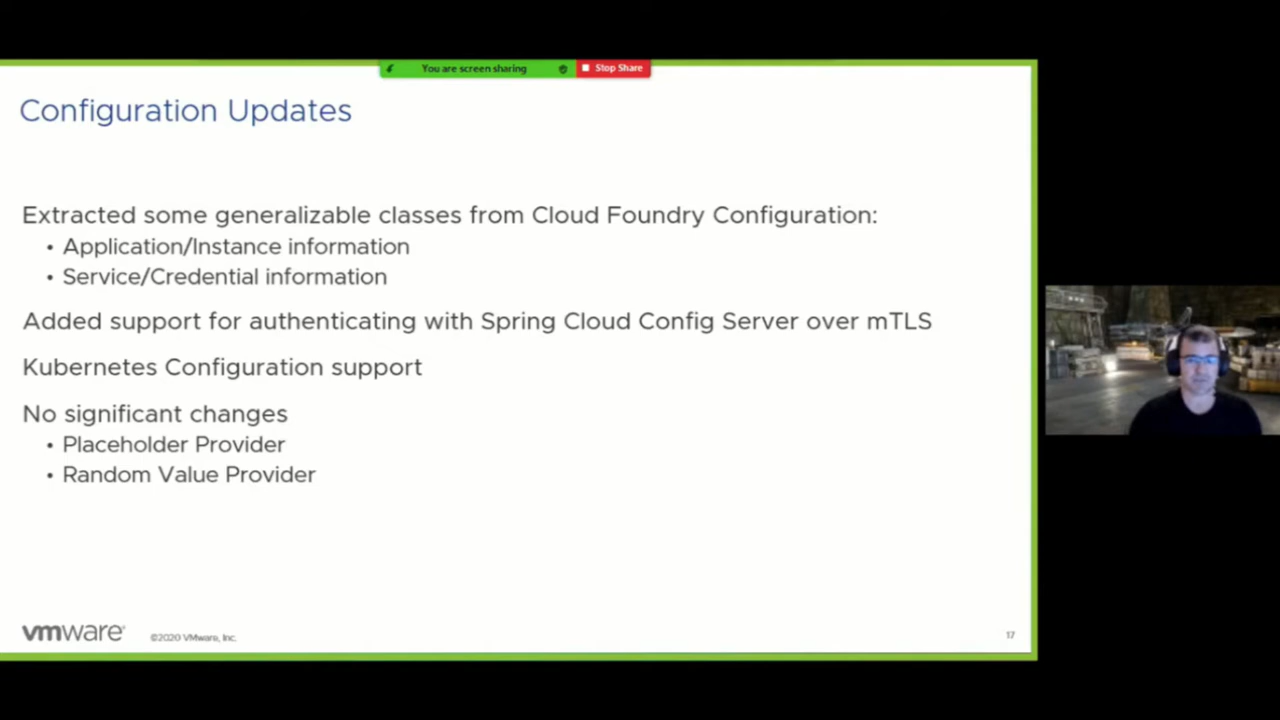 You are screen sharing
Stop Share
Configuration Updates
Extracted some generalizable classes from Cloud Foundry Configuration:
• Application/Instance information
• Service/Credential information
Added support for authenticating with Spring Cloud Config Server over mTLS
Kubernetes Configuration support
No significant changes
• Placeholder Provider
• Random Value Provider
vmware®
©2020 VMware, Inc.
17